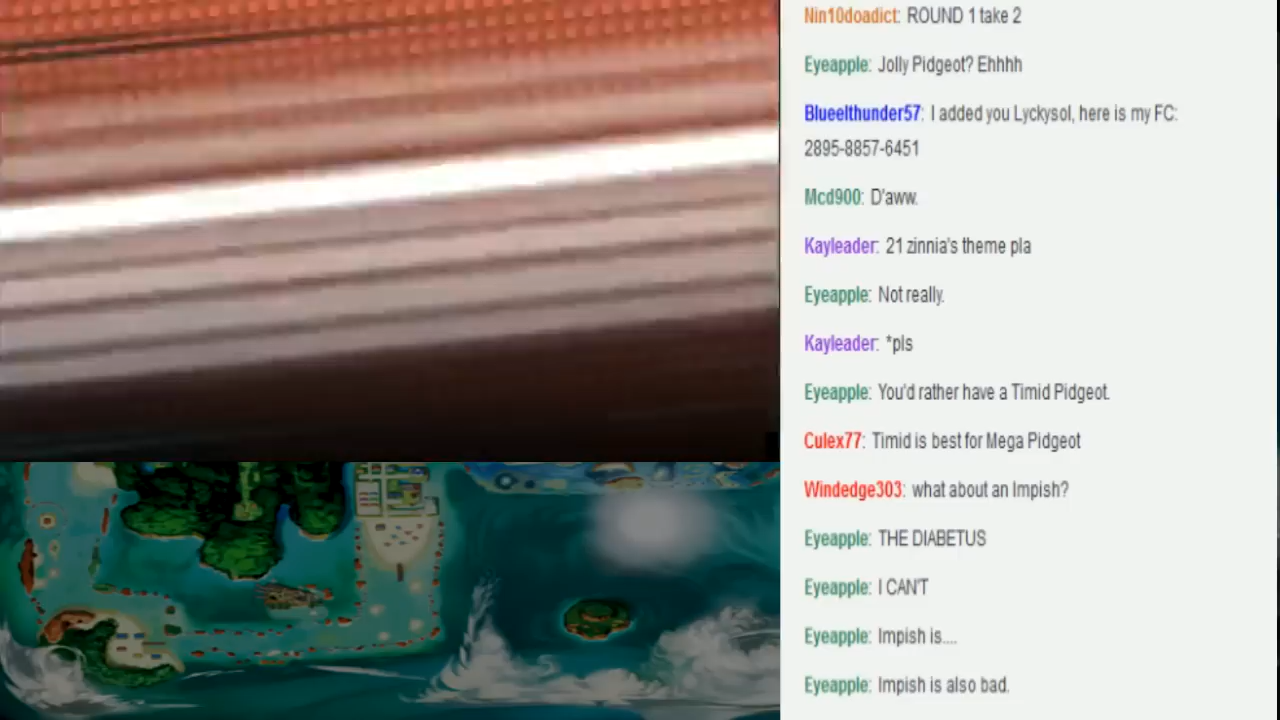 Nin10doadict: ROUND 1 take 2
Eyeapple: Jolly Pidgeot? Ehhhh
Blueelthunder57: I added you Lyckysol, here is my FC:
2895-8857-6451
Mcd900: D'aww.
Kayleader: 21 zinnia's theme pla
Eyeapple: Not really.
Kayleader: *pls
Eyeapple: You'd rather have a Timid Pidgeot.
Culex77: Timid is best for Mega Pidgeot
Windedge303: what about an Impish?
Eyeapple: THE DIABETUS
Eyeapple: I CAN'T
Eyeapple: Impish is....
Eyeapple: Impish is also bad.